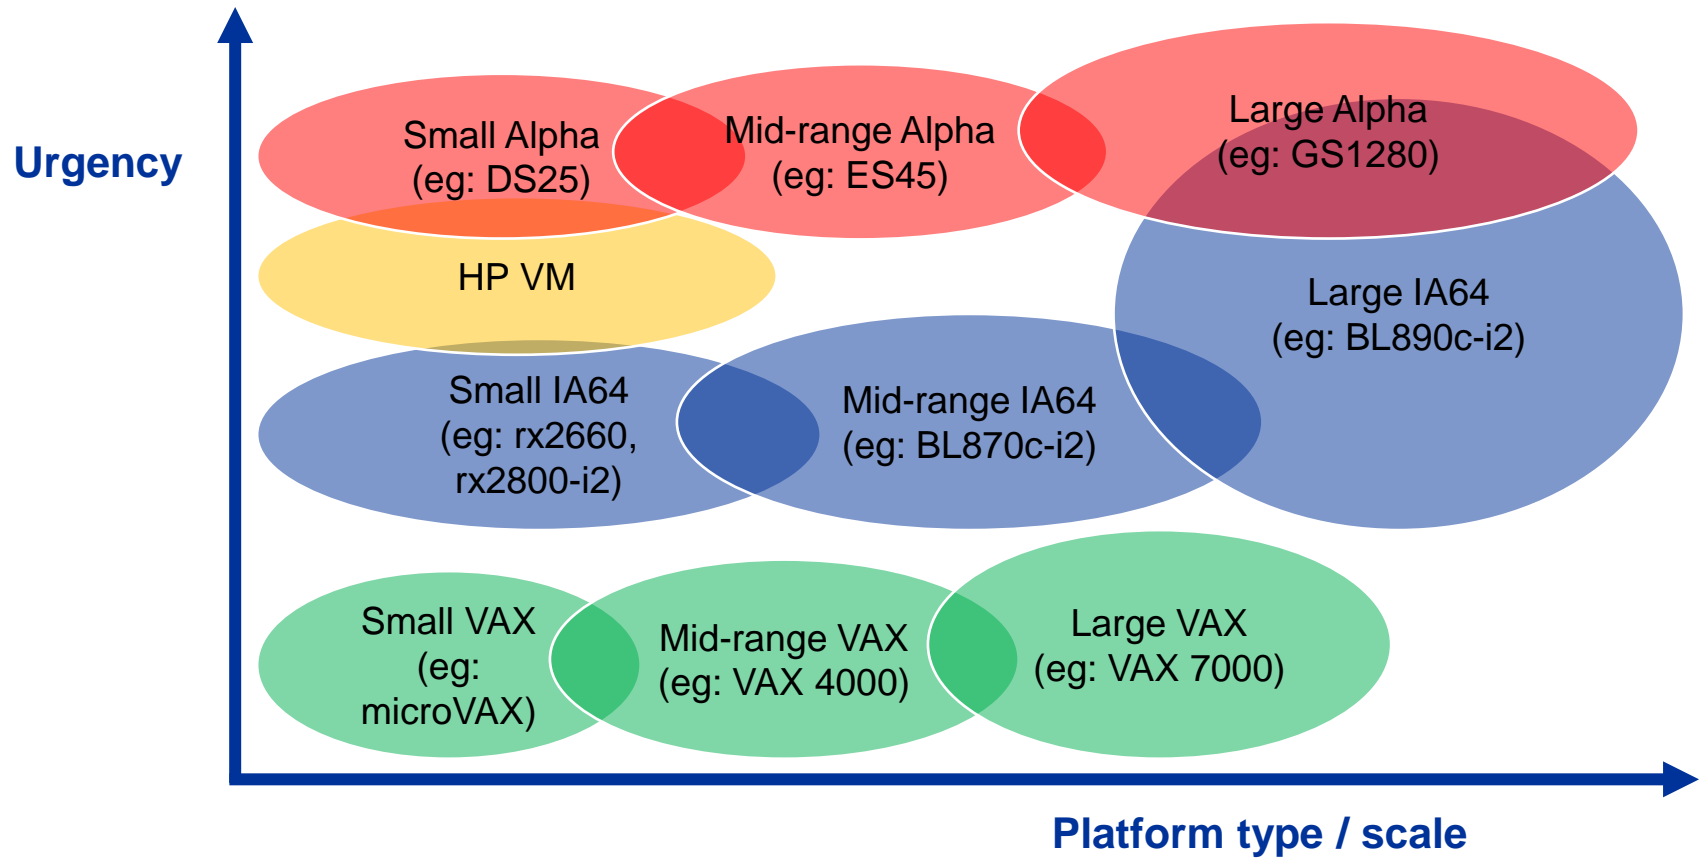 Urgency
Small Alpha
(eg: DS25)
Mid-range Alpha
(eg: ES45)
Large Alpha
(eg: GS1280)
HP VM
Large IA64
(eg: BL890c-i2)
Small IA64
(eg: rx2660,
rx2800-i2)
Mid-range IA64
(eg: BL870c-i2)
Small VAX
(eg:
microVAX)
Mid-range VAX
(eg: VAX 4000)
Large VAX
(eg: VAX 7000)
Platform type / scale